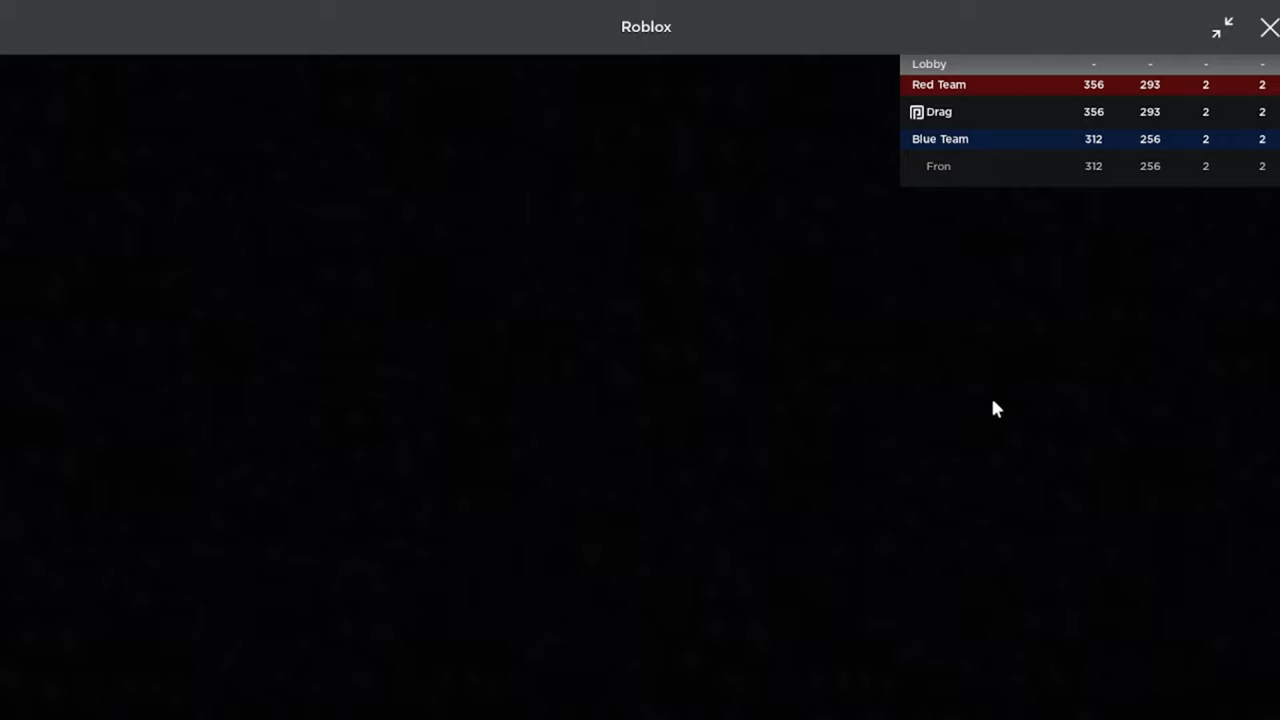 Roblox
Lobby - - - -
Red Team 356 293 2 2
Drag 356 293 2 2
Blue Team 312 256 2 2
Fron 312 256 2 2